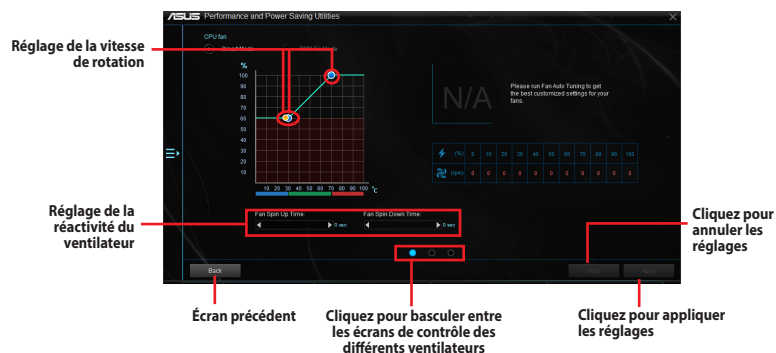 ASUS Performance and Power Saving Utilities
CPU fan
%
100
90
80
70
60
50
40
30
20
10
10 20 30 40 50 60 70 80 90 100 °C
N/A
Please run Fan Auto Tuning to get
the best customized settings for your
fans.
(%) 0 10 20 30 40 50 60 70 80 90 100
(rpm) 0 0 0 0 0 0 0 0 0 0 0
Fan Spin Up Time:
0 sec
Fan Spin Down Time:
0 sec
Back
Undo
Apply
Réglage de la vitesse
de rotation
Réglage de la
réactivité du
ventilateur
Cliquez pour
annuler les
réglages
Écran précédent
Cliquez pour basculer entre
les écrans de contrôle des
différents ventilateurs
Cliquez pour appliquer
les réglages